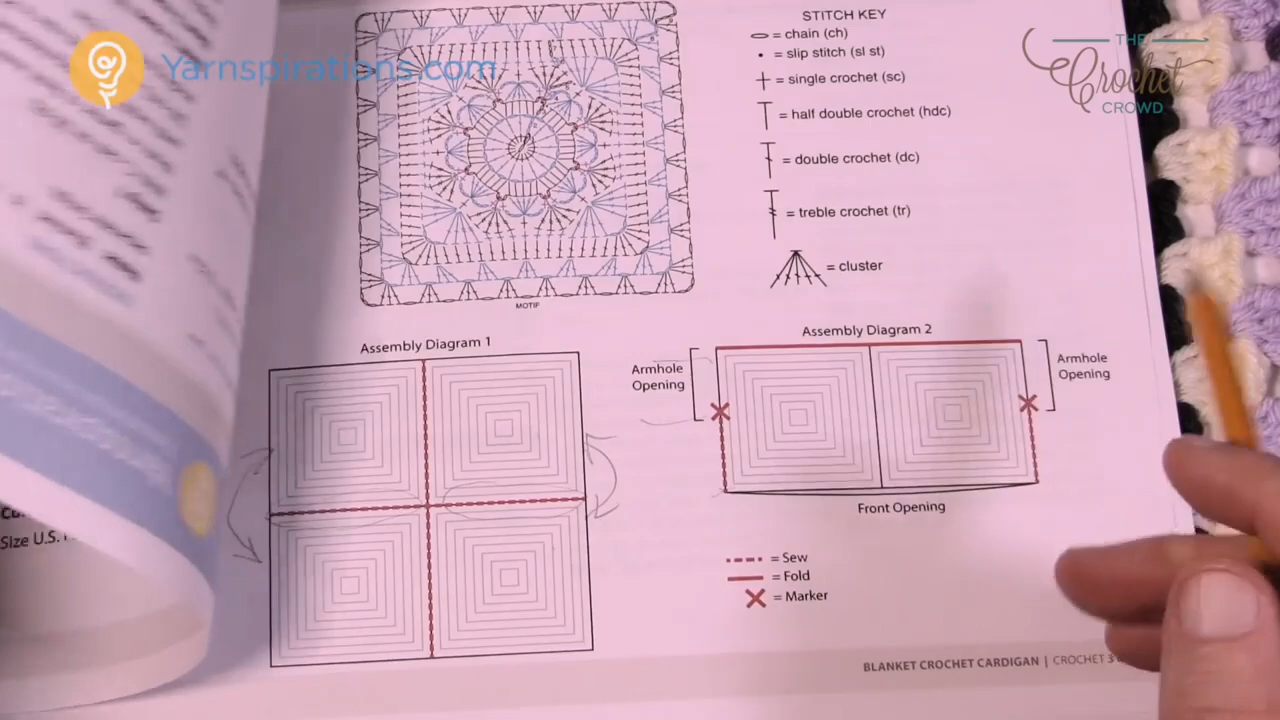 Yarnspirations.com
THE
Crochet
CROWD
STITCH KEY
= chain (ch)
= slip stitch (sl st)
= single crochet (sc)
= half double crochet (hdc)
= double crochet (dc)
= treble crochet (tr)
= cluster
MOTIF
Assembly Diagram 1
Assembly Diagram 2
Armhole
Opening
Armhole
Opening
Front Opening
= Sew
= Fold
= Marker
Size U.S.
BLANKET CROCHET CARDIGAN | CROCHET 3